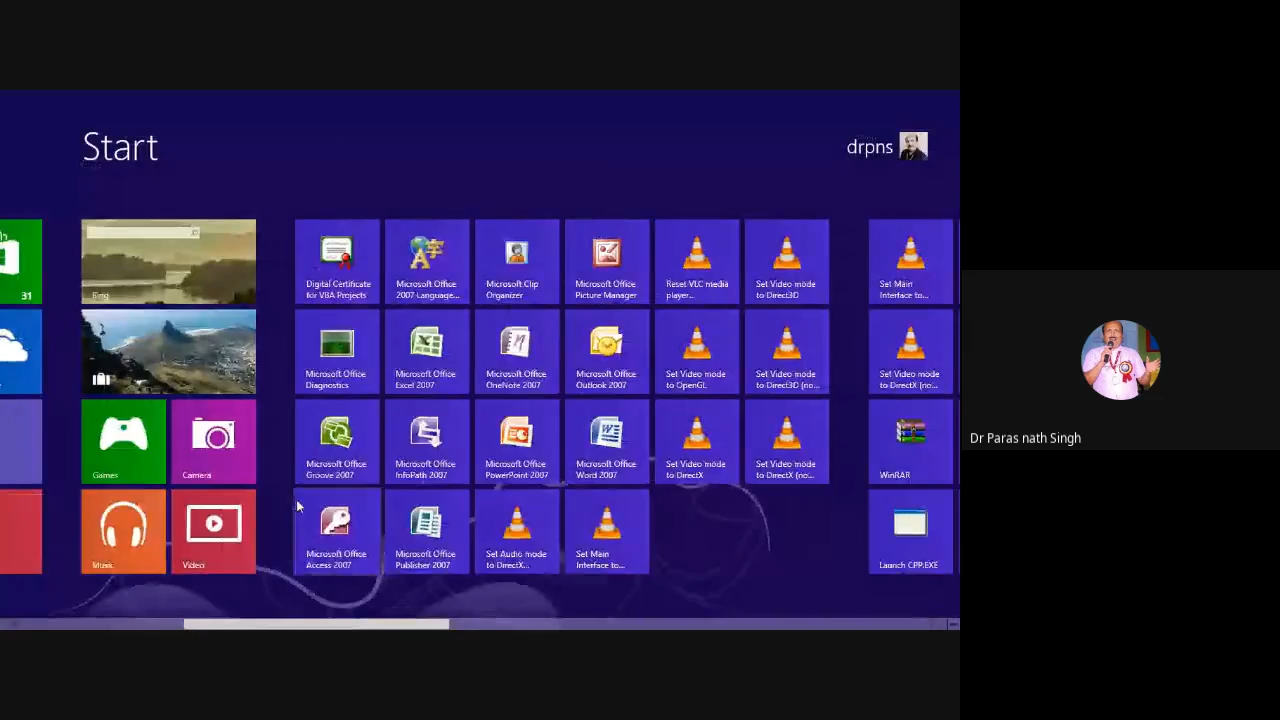 Start
drpns
31
Bing
Digital Certificate
for VBA Projects
Microsoft Office
2007 Language...
Microsoft Clip
Organizer
Microsoft Office
Picture Manager
Reset VLC media
player...
Set Video mode
to Direct3D
Set Main
Interface to...
Microsoft Office
Diagnostics
Microsoft Office
Excel 2007
Microsoft Office
OneNote 2007
Microsoft Office
Outlook 2007
Set Video mode
to OpenGL
Set Video mode
to Direct3D (no...
Set Video mode
to DirectX (no...
Games
Camera
Microsoft Office
Groove 2007
Microsoft Office
InfoPath 2007
Microsoft Office
PowerPoint 2007
Microsoft Office
Word 2007
Set Video mode
to DirectX
Set Video mode
to DirectX (no...
WinRAR
Music
Video
Microsoft Office
Access 2007
Microsoft Office
Publisher 2007
Set Audio mode
to DirectX...
Set Main
Interface to...
Launch CPP.EXE
Dr Paras nath Singh